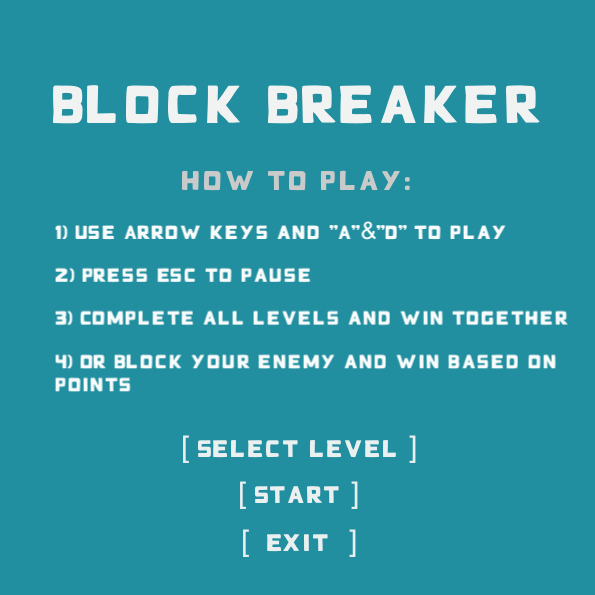 BLOCK BREAKER
HOW TO PLAY:
1) USE ARROW KEYS AND "A"&"D" TO PLAY
2) PRESS ESC TO PAUSE
3) COMPLETE ALL LEVELS AND WIN TOGETHER
4) OR BLOCK YOUR ENEMY AND WIN BASED ON
POINTS
[ SELECT LEVEL ]
[ START ]
[ EXIT ]